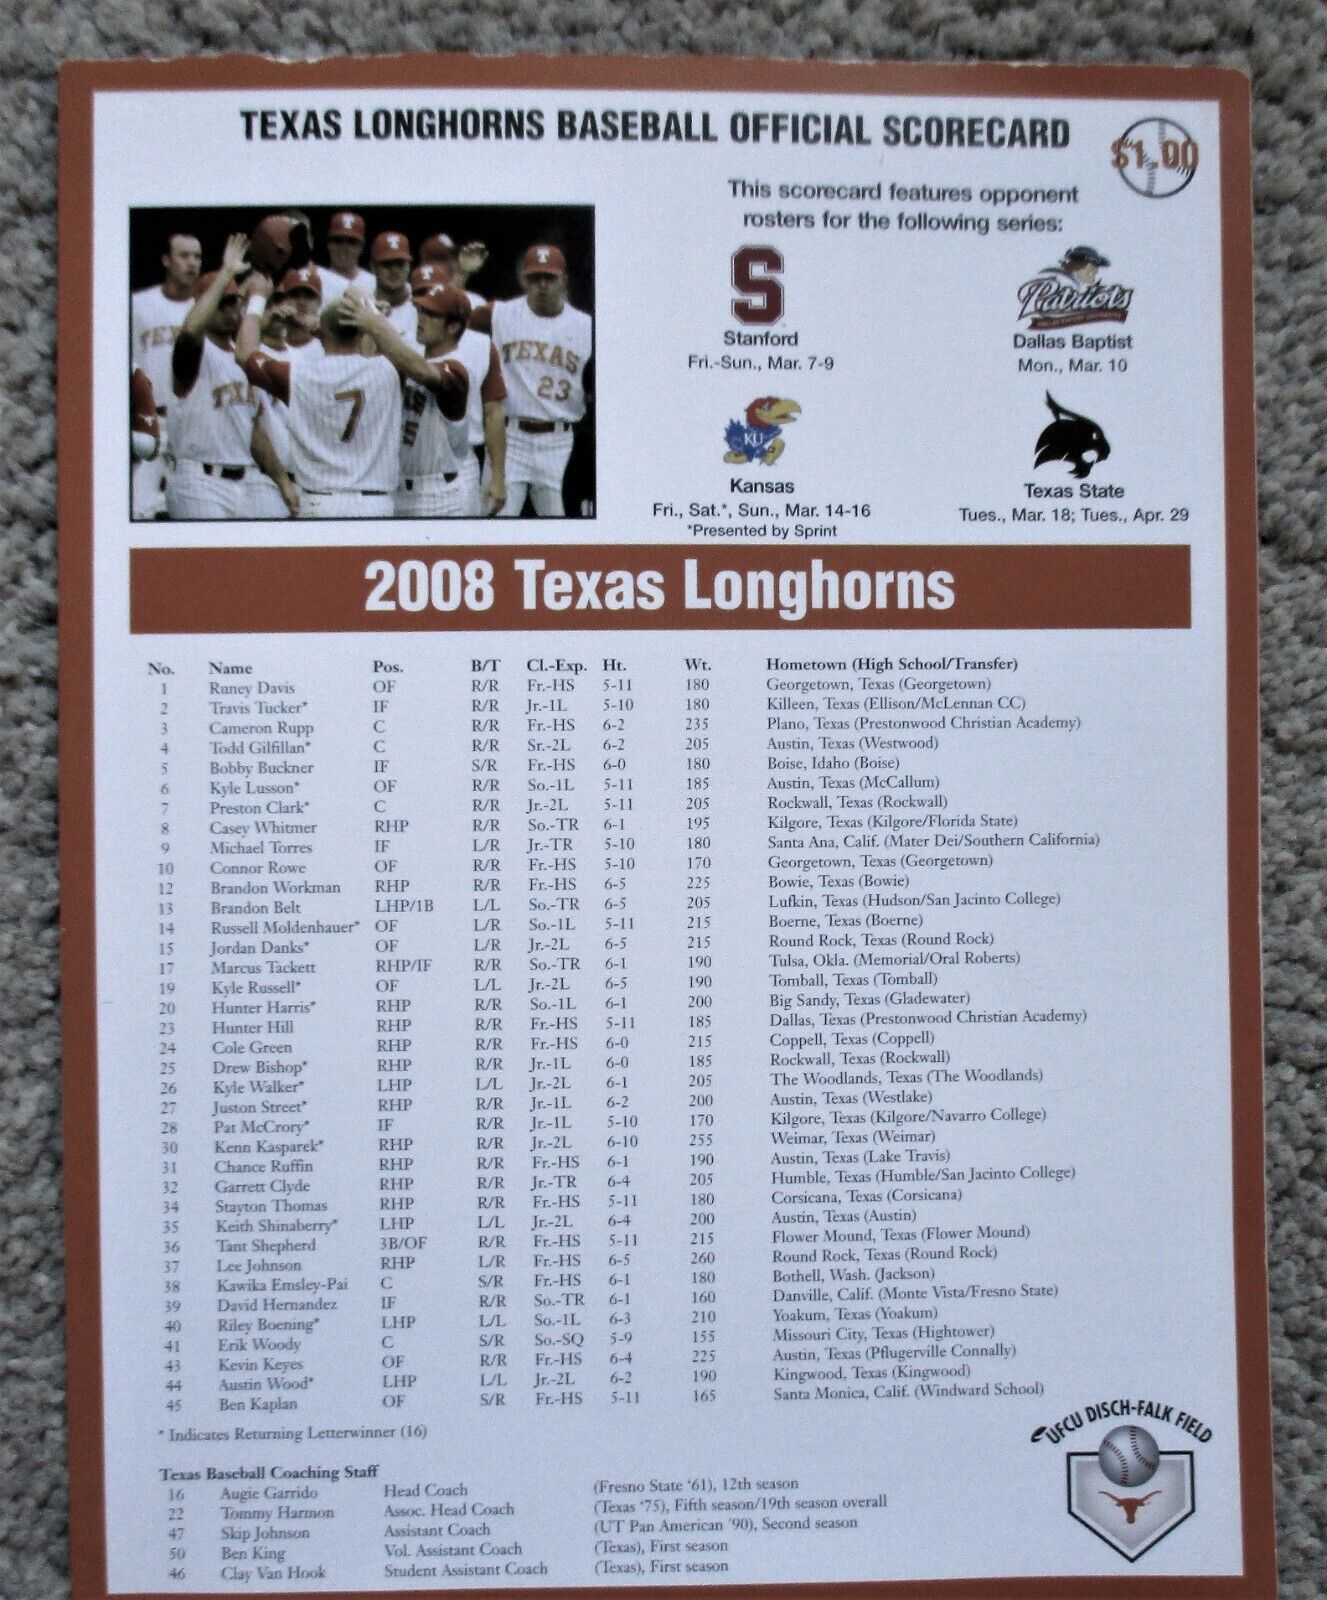 TEXAS LONGHORNS BASEBALL OFFICIAL SCORECARD
$1.00
This scorecard features opponent
rosters for the following series:
TEXAS
TEXAS
23
7
S
Stanford
Fri.-Sun., Mar. 7-9
Patriots
Dallas Baptist
Mon., Mar. 10
KU
Kansas
Fri., Sat.*, Sun., Mar. 14-16
*Presented by Sprint
Texas State
Tues., Mar. 18; Tues., Apr. 29
2008 Texas Longhorns
No. Name Pos. B/T Cl.-Exp. Ht. Wt. Hometown (High School/Transfer)
1 Runey Davis OF R/R Fr.-HS 5-11 180 Georgetown, Texas (Georgetown)
2 Travis Tucker* IF R/R Jr.-1L 5-10 180 Killeen, Texas (Ellison/McLennan CC)
3 Cameron Rupp C R/R Fr.-HS 6-2 235 Plano, Texas (Prestonwood Christian Academy)
4 Todd Gilfillan* C R/R Sr.-2L 6-2 205 Austin, Texas (Westwood)
5 Bobby Buckner IF S/R Fr.-HS 6-0 180 Boise, Idaho (Boise)
6 Kyle Lusson* OF R/R So.-1L 5-11 185 Austin, Texas (McCallum)
7 Preston Clark* C R/R Jr.-2L 5-11 205 Rockwall, Texas (Rockwall)
8 Casey Whitmer RHP R/R So.-TR 6-1 195 Kilgore, Texas (Kilgore/Florida State)
9 Michael Torres IF L/R Jr.-TR 5-10 180 Santa Ana, Calif. (Mater Dei/Southern California)
10 Connor Rowe OF R/R Fr.-HS 5-10 170 Georgetown, Texas (Georgetown)
12 Brandon Workman RHP R/R Fr.-HS 6-5 225 Bowie, Texas (Bowie)
13 Brandon Belt LHP/1B L/L So.-TR 6-5 205 Lufkin, Texas (Hudson/San Jacinto College)
14 Russell Moldenhauer* OF L/R So.-1L 5-11 215 Boerne, Texas (Boerne)
15 Jordan Danks* OF L/R Jr.-2L 6-5 215 Round Rock, Texas (Round Rock)
17 Marcus Tackett RHP/IF R/R So.-TR 6-1 190 Tulsa, Okla. (Memorial/Oral Roberts)
19 Kyle Russell* OF L/L Jr.-2L 6-5 190 Tomball, Texas (Tomball)
20 Hunter Harris* RHP R/R So.-1L 6-1 200 Big Sandy, Texas (Gladewater)
23 Hunter Hill RHP R/R Fr.-HS 5-11 185 Dallas, Texas (Prestonwood Christian Academy)
24 Cole Green RHP R/R Fr.-HS 6-0 215 Coppell, Texas (Coppell)
25 Drew Bishop* RHP R/R Jr.-1L 6-0 185 Rockwall, Texas (Rockwall)
26 Kyle Walker* LHP L/L Jr.-2L 6-1 205 The Woodlands, Texas (The Woodlands)
27 Juston Street* RHP R/R Jr.-1L 6-2 200 Austin, Texas (Westlake)
28 Pat McCrory* IF R/R Jr.-1L 5-10 170 Kilgore, Texas (Kilgore/Navarro College)
30 Kenn Kasparek* RHP R/R Jr.-2L 6-10 255 Weimar, Texas (Weimar)
31 Chance Ruffin RHP R/R Fr.-HS 6-1 190 Austin, Texas (Lake Travis)
32 Garrett Clyde RHP R/R Jr.-TR 6-4 205 Humble, Texas (Humble/San Jacinto College)
34 Stayton Thomas RHP R/R Fr.-HS 5-11 180 Corsicana, Texas (Corsicana)
35 Keith Shinaberry* LHP L/L Jr.-2L 6-4 200 Austin, Texas (Austin)
36 Tant Shepherd 3B/OF R/R Fr.-HS 5-11 215 Flower Mound, Texas (Flower Mound)
37 Lee Johnson RHP L/R Fr.-HS 6-5 260 Round Rock, Texas (Round Rock)
38 Kawika Emsley-Pai C S/R Fr.-HS 6-1 180 Bothell, Wash. (Jackson)
39 David Hernandez IF R/R So.-TR 6-1 160 Danville, Calif. (Monte Vista/Fresno State)
40 Riley Boening* LHP L/L So.-1L 6-3 210 Yoakum, Texas (Yoakum)
41 Erik Woody C S/R So.-SQ 5-9 155 Missouri City, Texas (Hightower)
43 Kevin Keyes OF R/R Fr.-HS 6-4 225 Austin, Texas (Pflugerville Connally)
44 Austin Wood* LHP L/L Jr.-2L 6-2 190 Kingwood, Texas (Kingwood)
45 Ben Kaplan OF S/R Fr.-HS 5-11 165 Santa Monica, Calif. (Windward School)
* Indicates Returning Letterwinner (16)
UFCU DISCH-FALK FIELD
Texas Baseball Coaching Staff
16 Augie Garrido Head Coach (Fresno State '61), 12th season
22 Tommy Harmon Assoc. Head Coach (Texas '75), Fifth season/19th season overall
47 Skip Johnson Assistant Coach (UT Pan American '90), Second season
50 Ben King Vol. Assistant Coach (Texas), First season
46 Clay Van Hook Student Assistant Coach (Texas), First season